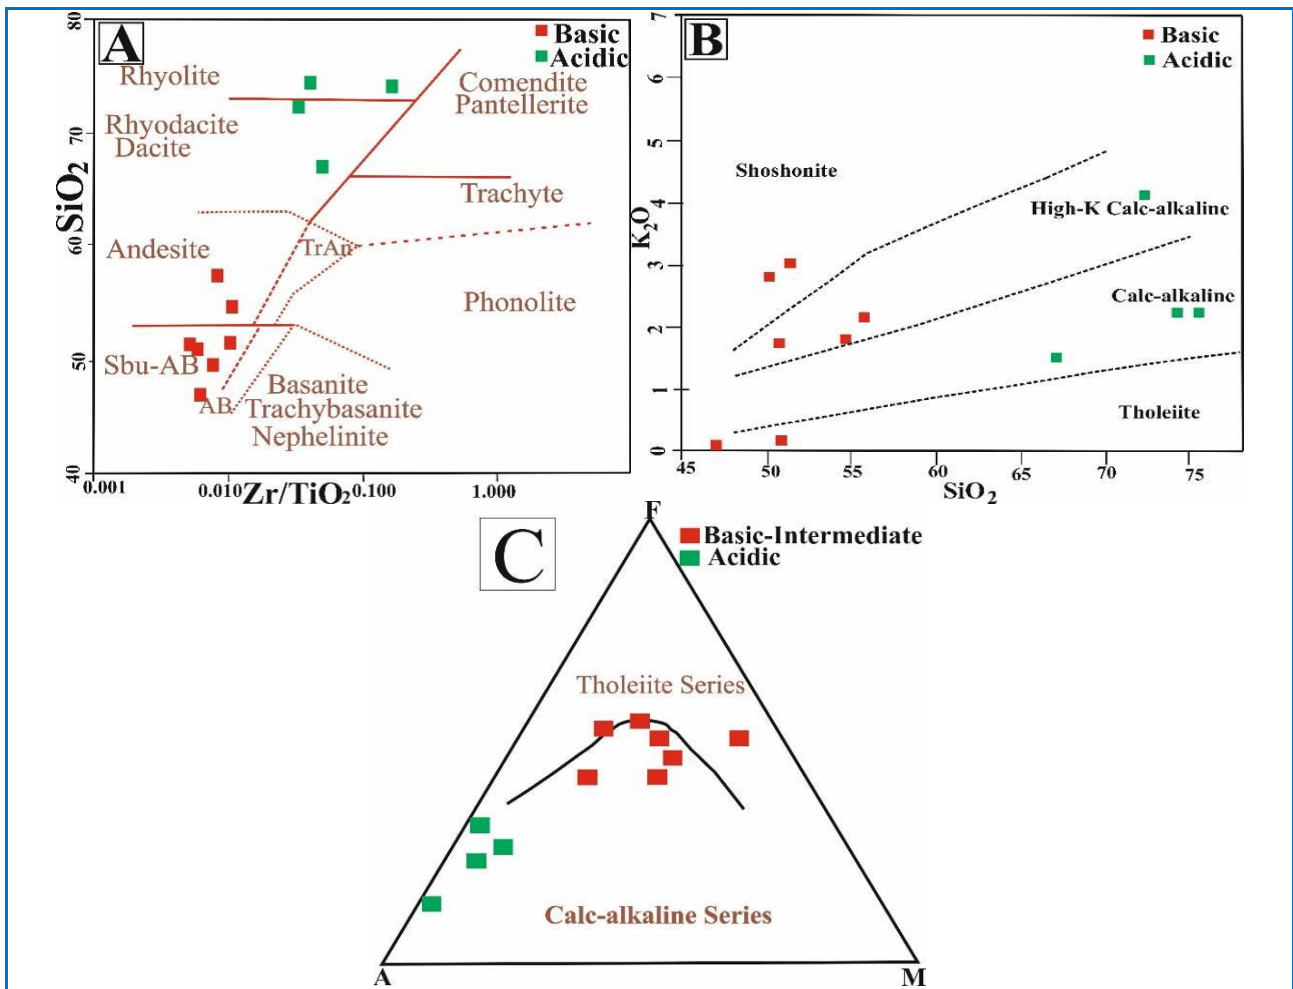 A
Basic
Acidic
Rhyolite
Comendite
Pantellerite
Rhyodacite
Dacite
Trachyte
Andesite
TrAn
Phonolite
Sbu-AB
AB
Basanite
Trachybasanite
Nephelinite
SiO2
80
70
60
50
40
0.001
0.010
Zr/TiO2
0.100
1.000
B
Basic
Acidic
Shoshonite
High-K Calc-alkaline
Calc-alkaline
Tholeiite
K2O
7
6
5
4
3
2
1
0
45
50
55
60
65
70
75
SiO2
C
F
Basic-Intermediate
Acidic
Tholeiite Series
Calc-alkaline Series
A
M